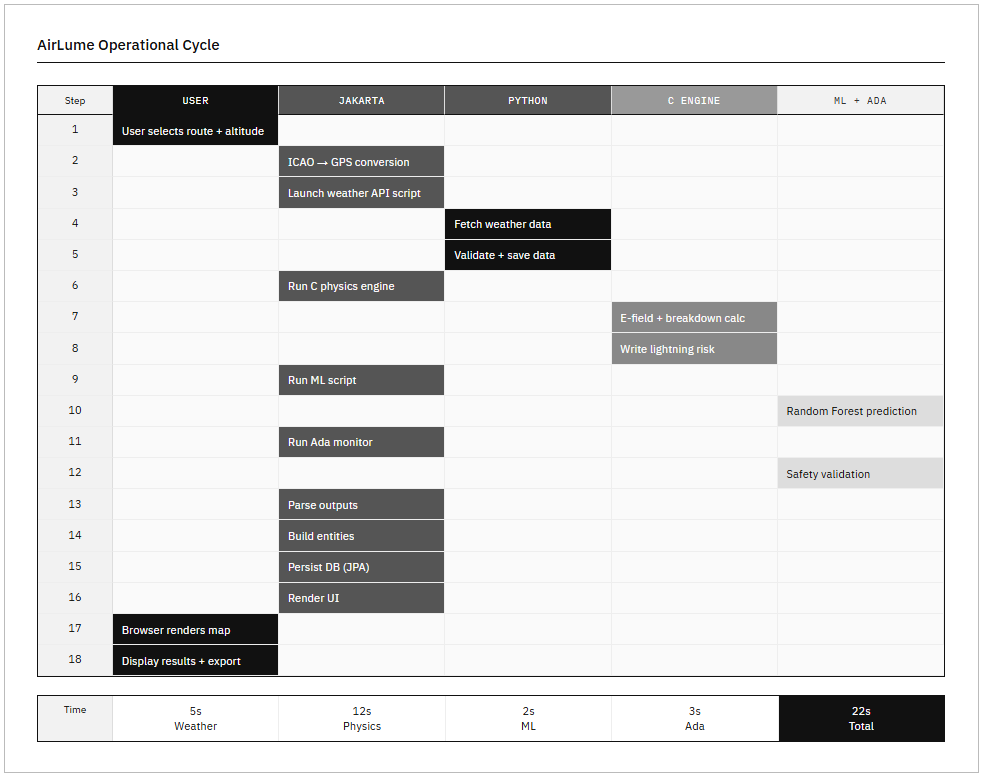 AirLume Operational Cycle
Step USER JAKARTA PYTHON C ENGINE ML + ADA
1 User selects route + altitude
2 ICAO → GPS conversion
3 Launch weather API script
4 Fetch weather data
5 Validate + save data
6 Run C physics engine
7 E-field + breakdown calc
8 Write lightning risk
9 Run ML script
10 Random Forest prediction
11 Run Ada monitor
12 Safety validation
13 Parse outputs
14 Build entities
15 Persist DB (JPA)
16 Render UI
17 Browser renders map
18 Display results + export
Time 5s 12s 2s 3s 22s
Weather Physics ML Ada Total